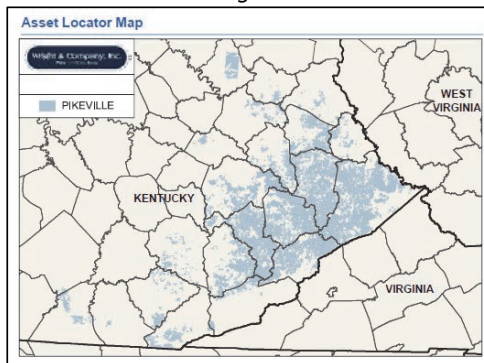 Asset Locator Map
Wright & Company, Inc.
PIKEVILLE
WEST
VIRGINIA
KENTUCKY
VIRGINIA